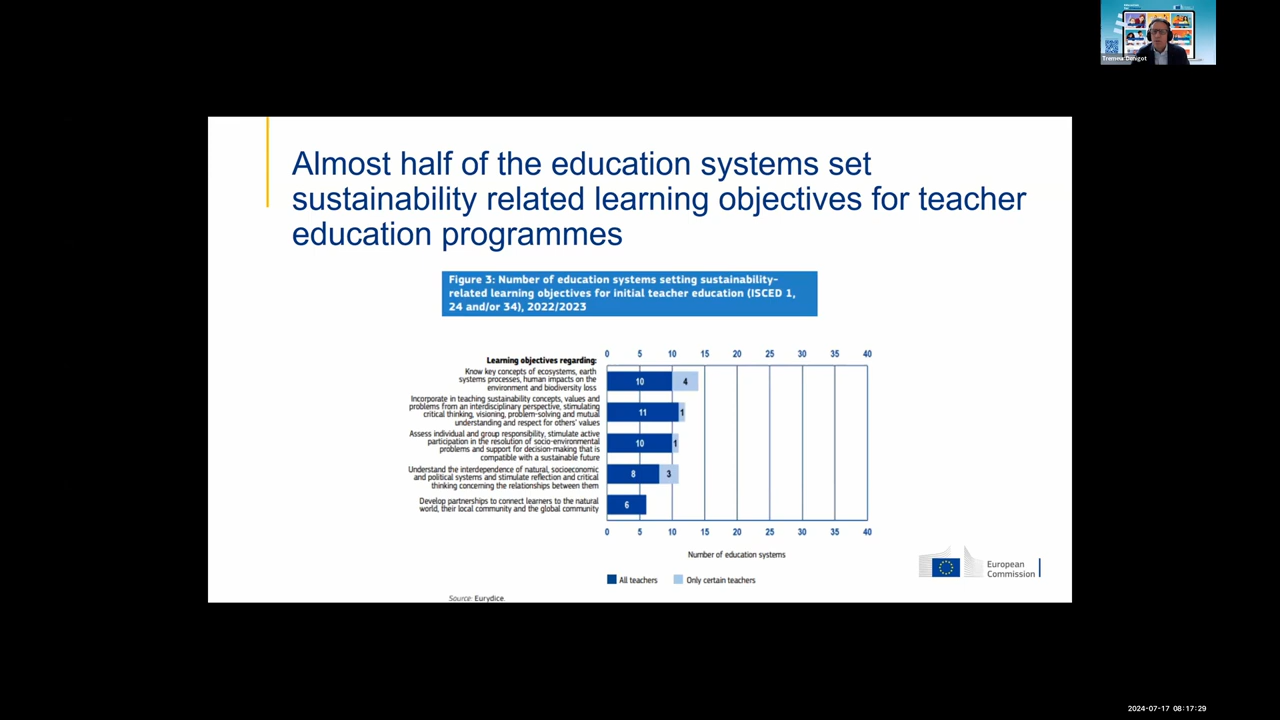 Tremeur Denigot
Almost half of the education systems set
sustainability related learning objectives for teacher
education programmes
Figure 3: Number of education systems setting sustainability-
related learning objectives for initial teacher education (ISCED 1,
24 and/or 34), 2022/2023
Learning objectives regarding:
0 5 10 15 20 25 30 35 40
Know key concepts of ecosystems, earth
systems processes, human impacts on the
environment and biodiversity loss
10 4
Incorporate in teaching sustainability concepts, values and
problems from an interdisciplinary perspective, stimulating
critical thinking, visioning, problem-solving and mutual
understanding and respect for others' values
11 1
Assess individual and group responsibility, stimulate active
participation in the resolution of socio-environmental
problems and support for decision-making that is
compatible with a sustainable future
10 1
Understand the interdependence of natural, socioeconomic
and political systems and stimulate reflection and critical
thinking concerning the relationships between them
8 3
Develop partnerships to connect learners to the natural
world, their local community and the global community
6
0 5 10 15 20 25 30 35 40
Number of education systems
All teachers Only certain teachers
European
Commission
Source: Eurydice.
2024-07-17 08:17:29